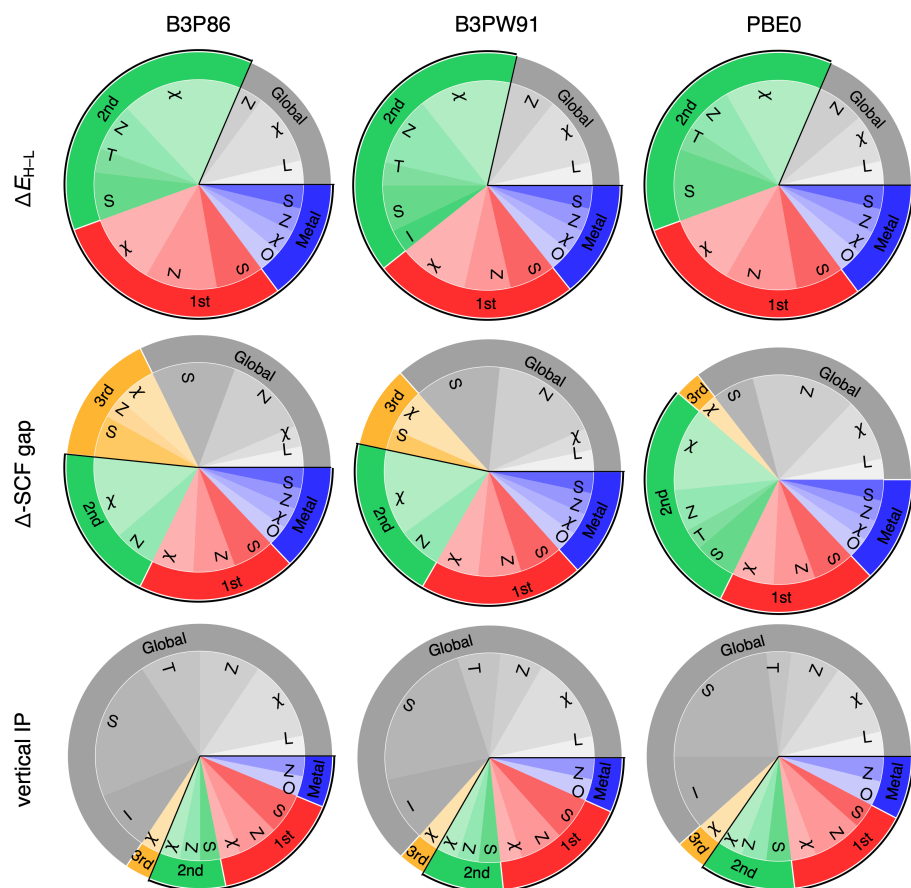 B3P86
B3PW91
PBE0
ΔE_H–L
2nd
χ
Z
T
S
Global
Z
χ
L
Metal
S
Z
χ
O
1st
χ
Z
S
2nd
χ
Z
T
S
I
Global
Z
χ
L
Metal
S
Z
χ
O
1st
χ
Z
S
2nd
χ
Z
T
S
Global
Z
χ
L
Metal
S
Z
χ
O
1st
χ
Z
S
Δ-SCF gap
3rd
χ
Z
S
Global
S
Z
χ
L
Metal
S
Z
χ
O
2nd
χ
Z
1st
χ
Z
S
3rd
χ
S
Global
S
Z
χ
L
Metal
S
Z
χ
O
2nd
χ
Z
1st
χ
Z
S
3rd
χ
Global
S
Z
χ
L
Metal
S
Z
χ
O
2nd
χ
Z
T
S
1st
χ
Z
S
vertical IP
Global
I
S
T
Z
χ
L
Metal
Z
O
3rd
χ
2nd
χ
Z
S
1st
χ
Z
S
Global
I
S
T
Z
χ
L
Metal
Z
O
3rd
χ
2nd
χ
Z
S
1st
χ
Z
S
Global
I
S
T
Z
χ
L
Metal
Z
O
3rd
χ
2nd
χ
Z
S
1st
χ
Z
S